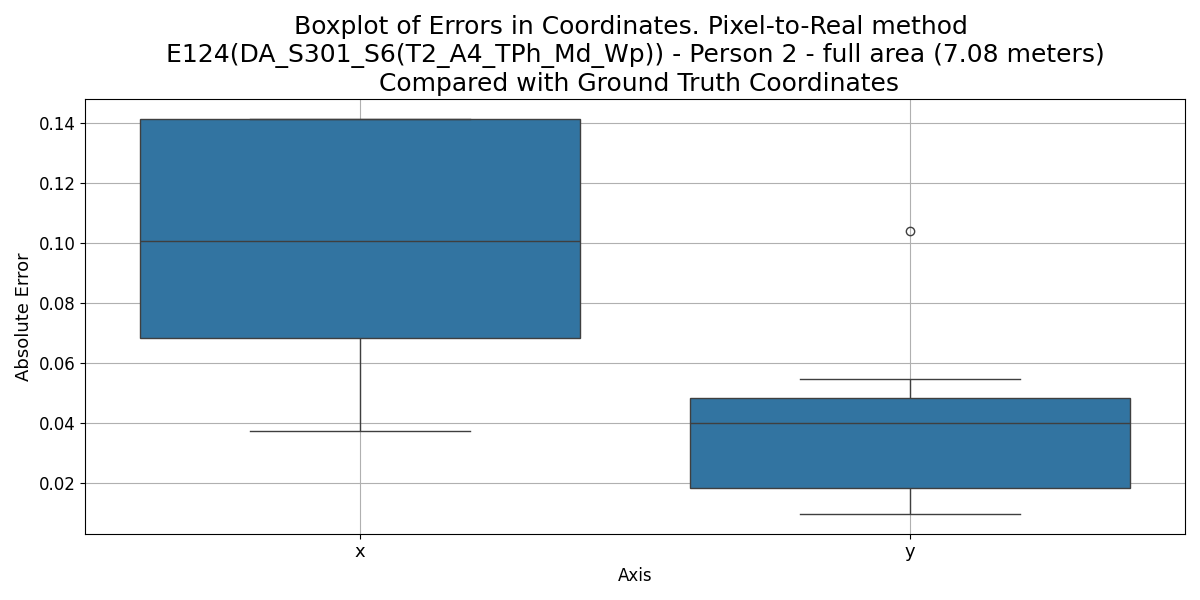 Boxplot of Errors in Coordinates. Pixel-to-Real method
E124(DA_S301_S6(T2_A4_TPh_Md_Wp)) - Person 2 - full area (7.08 meters)
Compared with Ground Truth Coordinates
0.14
0.12
0.10
0.08
0.06
0.04
0.02
Absolute Error
x
y
Axis